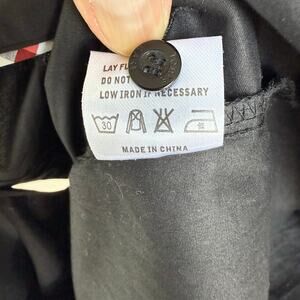 LAY FL
DO NOT
LOW IRON IF NECESSARY
30
MADE IN CHINA